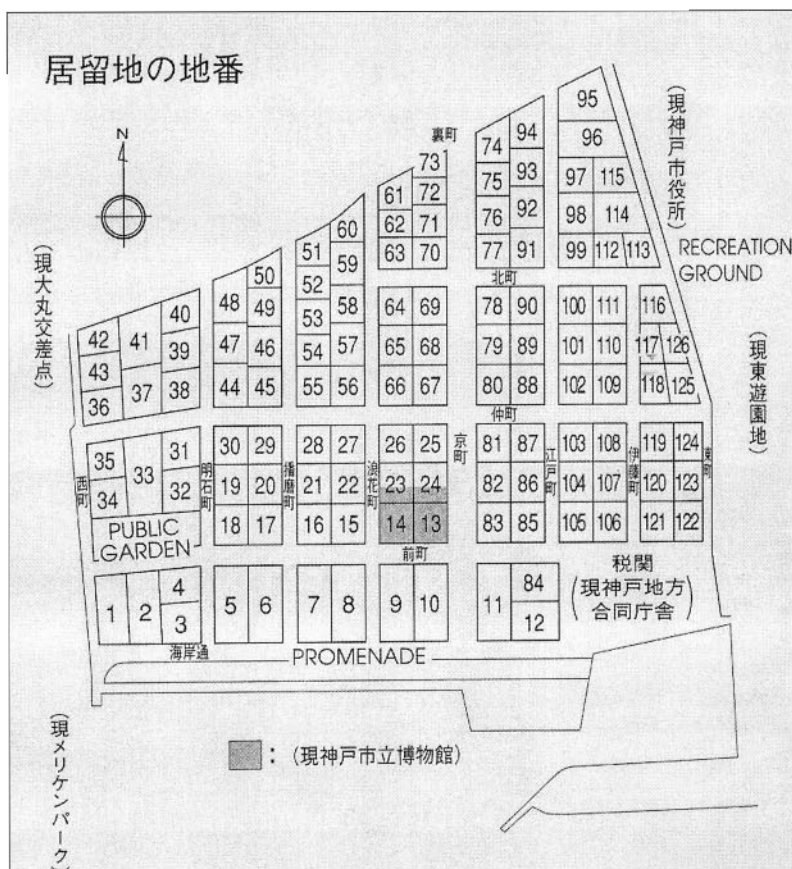 居留地の地番
N
(現大丸交差点)
(現神戸市役所)
RECREATION
GROUND
(現東遊園地)
裏町
95
96
97 115
98 114
99 112 113
74 94
75 93
76 92
77 91
73
61 72
62 71
63 70
北町
60
51 59
52 58
53 57
54
55 56
50
48 49
47 46
44 45
40
42 41 39
43 37 38
36
64 69
65 68
66 67
78 90
79 89
80 88
100 111
101 110
102 109
116
117 126
118 125
仲町
35 33 31
34 32
PUBLIC
GARDEN
西町
明石町
30 29
19 20
18 17
播磨町
28 27
21 22
16 15
浪花町
26 25
23 24
14 13
前町
京町
81 87
82 86
83 85
江戸町
103 108
104 107
105 106
伊藤町
119 124
120 123
121 122
東町
1 2 4
3
5 6
7 8
9 10
11 84
12
税関
(現神戸地方
合同庁舎)
海岸通
PROMENADE
: (現神戸市立博物館)
(現メリケンパーク)